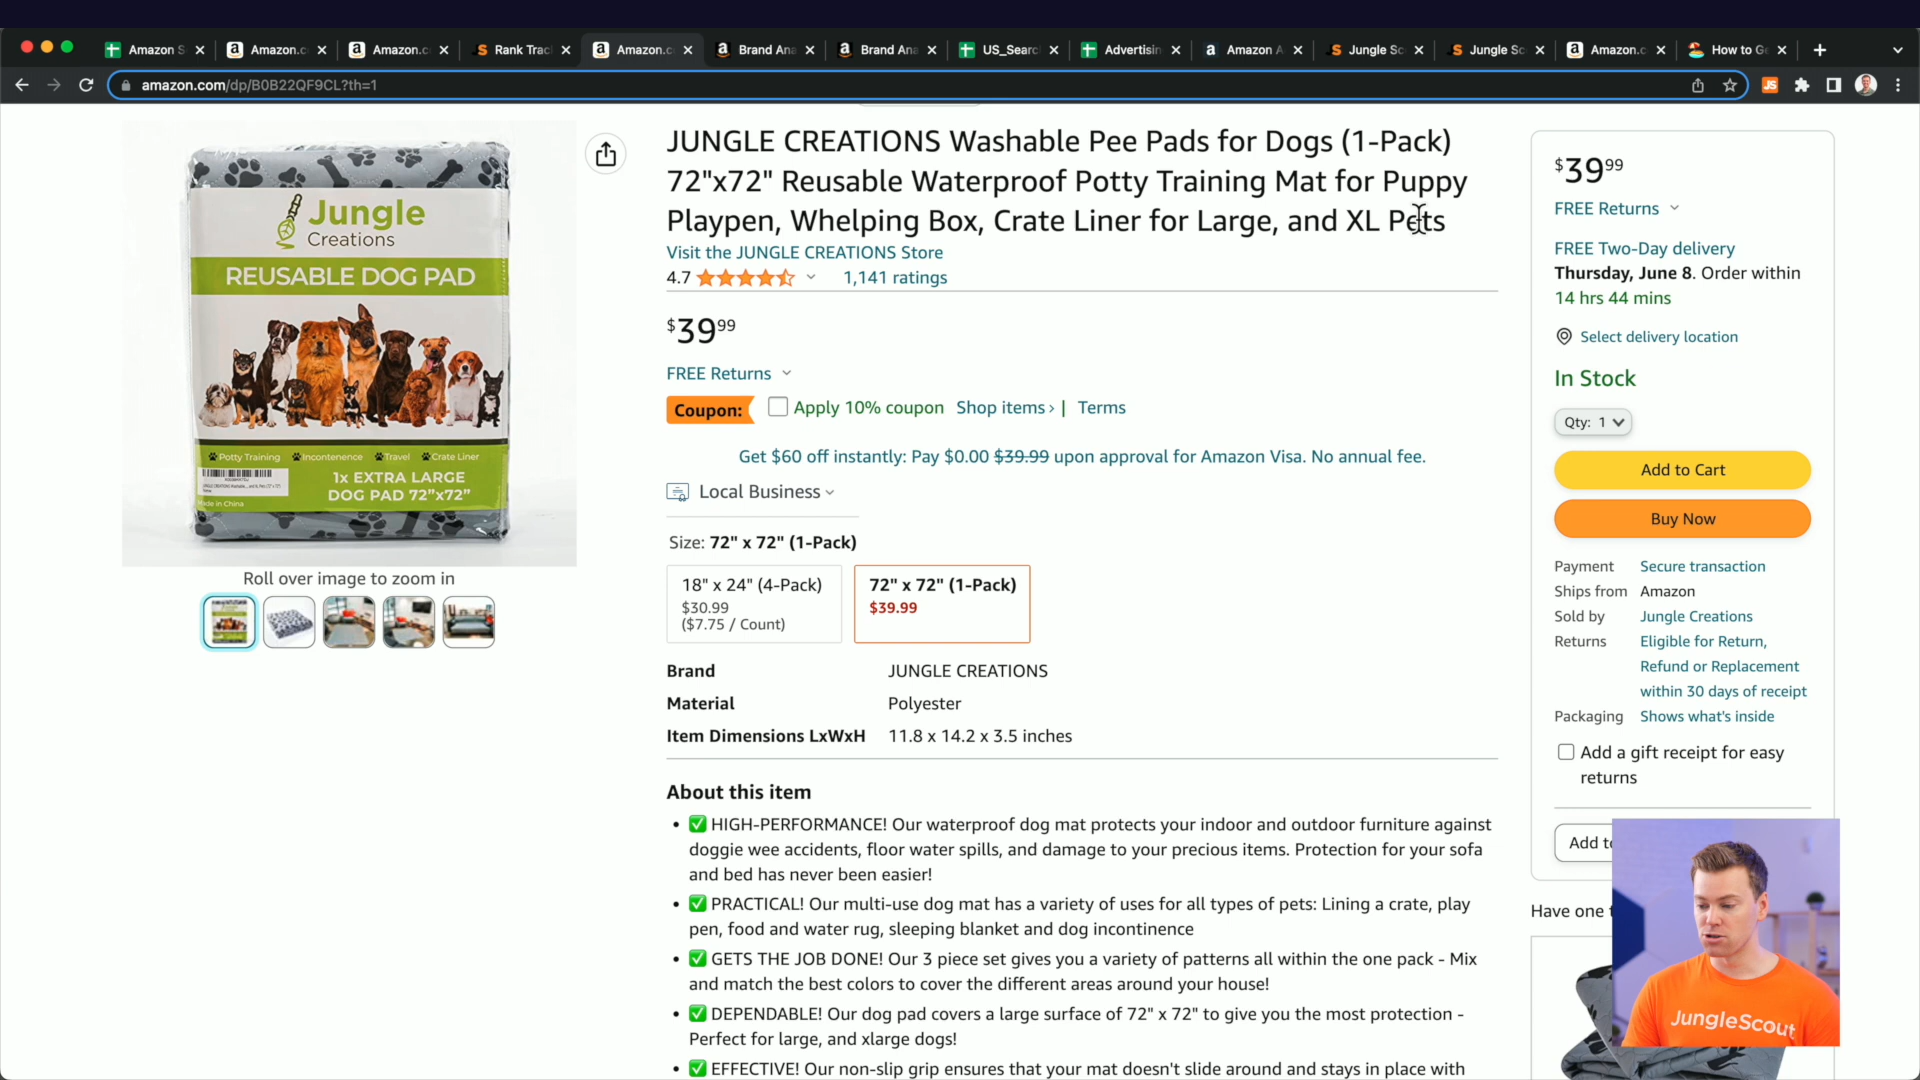 Amazon S
Amazon.c
Amazon.c
Rank Trac
Amazon.c
Brand Ana
Brand Ana
US_Searc
Advertisin
Amazon A
Jungle Sc
Jungle Sc
Amazon.c
How to Ge
amazon.com/dp/B0B22QF9CL?th=1
JS
Jungle
Creations
REUSABLE DOG PAD
Potty Training Incontenence Travel Crate Liner
1x EXTRA LARGE
DOG PAD 72"x72"
Made in China
Roll over image to zoom in
JUNGLE CREATIONS Washable Pee Pads for Dogs (1-Pack)
72"x72" Reusable Waterproof Potty Training Mat for Puppy
Playpen, Whelping Box, Crate Liner for Large, and XL Pets
Visit the JUNGLE CREATIONS Store
4.7 1,141 ratings
$39.99
FREE Returns
Coupon: Apply 10% coupon Shop items › | Terms
Get $60 off instantly: Pay $0.00 $39.99 upon approval for Amazon Visa. No annual fee.
Local Business
Size: 72" x 72" (1-Pack)
18" x 24" (4-Pack)
$30.99
($7.75 / Count)
72" x 72" (1-Pack)
$39.99
Brand JUNGLE CREATIONS
Material Polyester
Item Dimensions LxWxH 11.8 x 14.2 x 3.5 inches
About this item
• ✅ HIGH-PERFORMANCE! Our waterproof dog mat protects your indoor and outdoor furniture against
doggie wee accidents, floor water spills, and damage to your precious items. Protection for your sofa
and bed has never been easier!
• ✅ PRACTICAL! Our multi-use dog mat has a variety of uses for all types of pets: Lining a crate, play
pen, food and water rug, sleeping blanket and dog incontinence
• ✅ GETS THE JOB DONE! Our 3 piece set gives you a variety of patterns all within the one pack - Mix
and match the best colors to cover the different areas around your house!
• ✅ DEPENDABLE! Our dog pad covers a large surface of 72" x 72" to give you the most protection -
Perfect for large, and xlarge dogs!
• ✅ EFFECTIVE! Our non-slip grip ensures that your mat doesn't slide around and stays in place with
$39.99
FREE Returns
FREE Two-Day delivery
Thursday, June 8. Order within
14 hrs 44 mins
Select delivery location
In Stock
Qty: 1
Add to Cart
Buy Now
Payment Secure transaction
Ships from Amazon
Sold by Jungle Creations
Returns Eligible for Return,
Refund or Replacement
within 30 days of receipt
Packaging Shows what's inside
Add a gift receipt for easy
returns
Add to
Have one
JungleScout